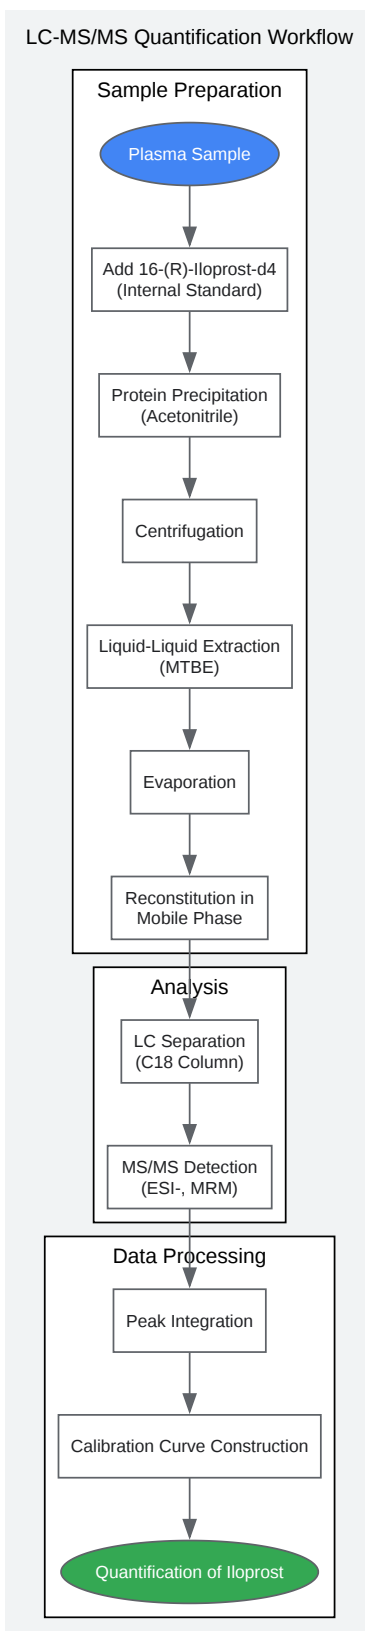 LC-MS/MS Quantification Workflow
Sample Preparation
Plasma Sample
Add 16-(R)-Iloprost-d4
(Internal Standard)
Protein Precipitation
(Acetonitrile)
Centrifugation
Liquid-Liquid Extraction
(MTBE)
Evaporation
Reconstitution in
Mobile Phase
Analysis
LC Separation
(C18 Column)
MS/MS Detection
(ESI-, MRM)
Data Processing
Peak Integration
Calibration Curve Construction
Quantification of Iloprost